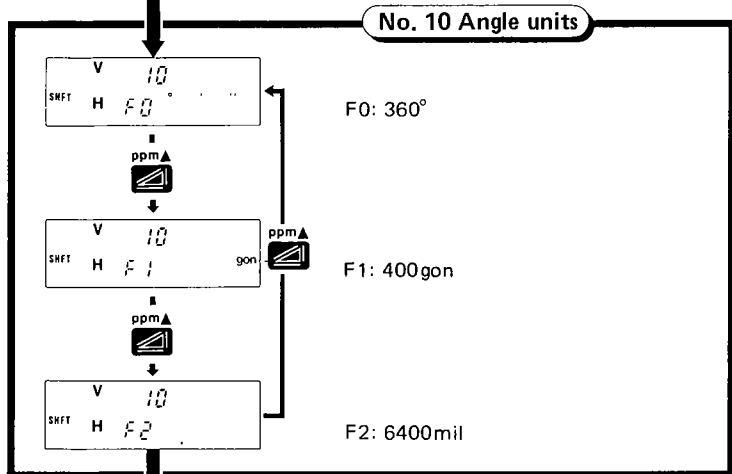 No. 10 Angle units
V 10
SHFT H F0 ° ' "
F0: 360°
ppm▲
V 10
SHFT H F1 gon
ppm▲
F1: 400gon
ppm▲
V 10
SHFT H F2 .
F2: 6400mil